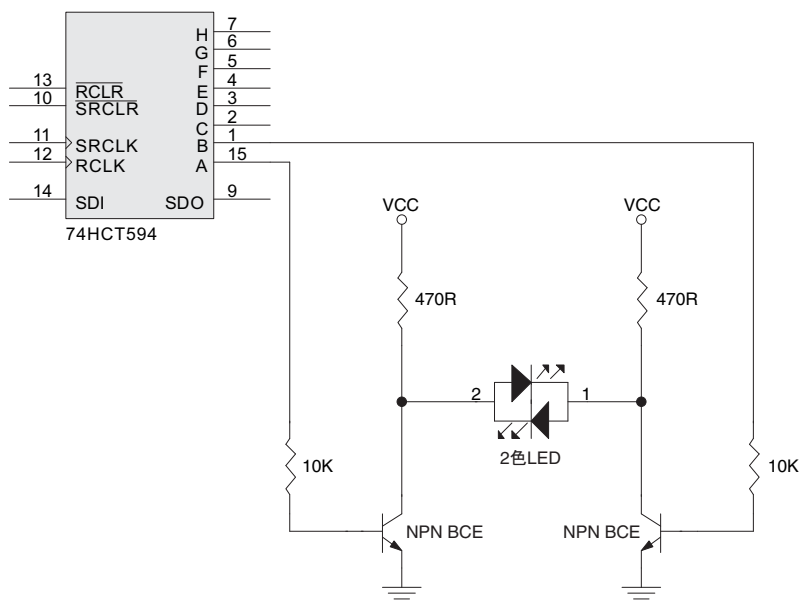 H 7
G 6
F 5
13 RCLR E 4
10 SRCLR D 3
C 2
11 SRCLK B 1
12 RCLK A 15
14 SDI SDO 9
74HCT594
VCC VCC
470R 470R
2 1
2色LED
10K 10K
NPN BCE NPN BCE